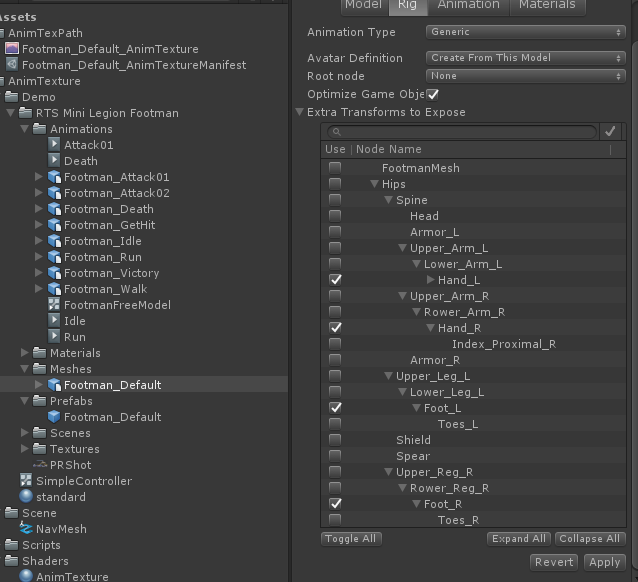 Assets
AnimTexPath
Footman_Default_AnimTexture
Footman_Default_AnimTextureManifest
AnimTexture
Demo
RTS Mini Legion Footman
Animations
Attack01
Death
Footman_Attack01
Footman_Attack02
Footman_Death
Footman_GetHit
Footman_Idle
Footman_Run
Footman_Victory
Footman_Walk
FootmanFreeModel
Idle
Run
Materials
Meshes
Footman_Default
Prefabs
Footman_Default
Scenes
Textures
PRShot
SimpleController
standard
Scene
NavMesh
Scripts
Shaders
AnimTexture
Model Rig Animation Materials
Animation Type Generic
Avatar Definition Create From This Model
Root node None
Optimize Game Obje
Extra Transforms to Expose
Use Node Name
FootmanMesh
Hips
Spine
Head
Armor_L
Upper_Arm_L
Lower_Arm_L
Hand_L
Upper_Arm_R
Rower_Arm_R
Hand_R
Index_Proximal_R
Armor_R
Upper_Leg_L
Lower_Leg_L
Foot_L
Toes_L
Shield
Spear
Upper_Reg_R
Rower_Reg_R
Foot_R
Toes_R
Toggle All Expand All Collapse All
Revert Apply